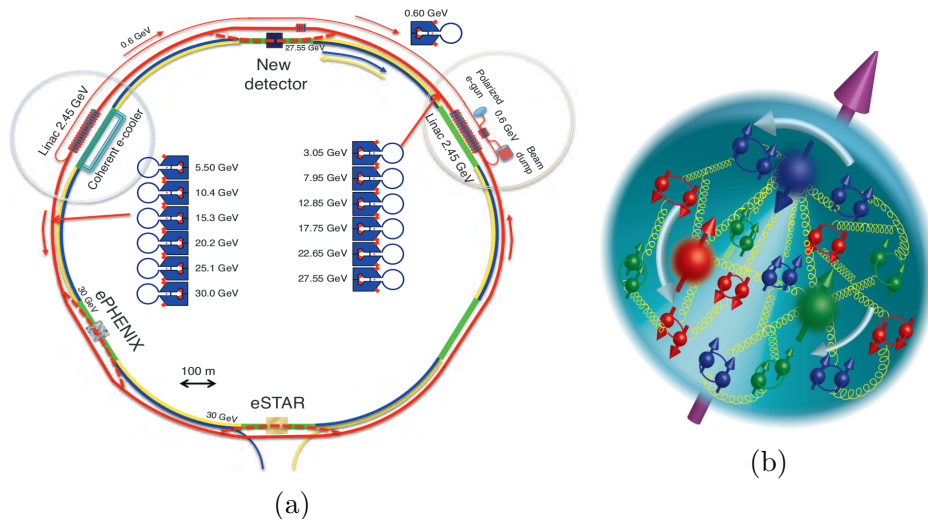 0.60 GeV
0.6 GeV
27.55 GeV
New
detector
Linac 2.45 GeV
Coherent e-cooler
Polarized
e-gun
0.6 GeV
Beam
dump
Linac 2.45 GeV
5.50 GeV
10.4 GeV
15.3 GeV
20.2 GeV
25.1 GeV
30.0 GeV
3.05 GeV
7.95 GeV
12.85 GeV
17.75 GeV
22.65 GeV
27.55 GeV
30 GeV
ePHENIX
100 m
30 GeV
eSTAR
(a)
(b)